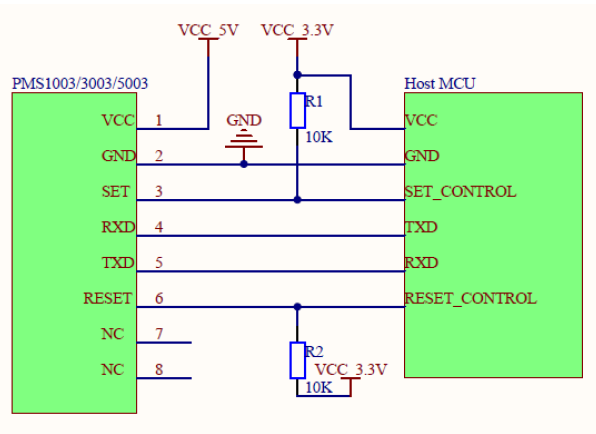 VCC_5V VCC_3.3V
PMS1003/3003/5003 Host MCU
R1
VCC 1 GND VCC
10K
GND 2 GND
SET 3 SET_CONTROL
RXD 4 TXD
TXD 5 RXD
RESET 6 RESET_CONTROL
NC 7
R2
NC 8 VCC_3.3V
10K